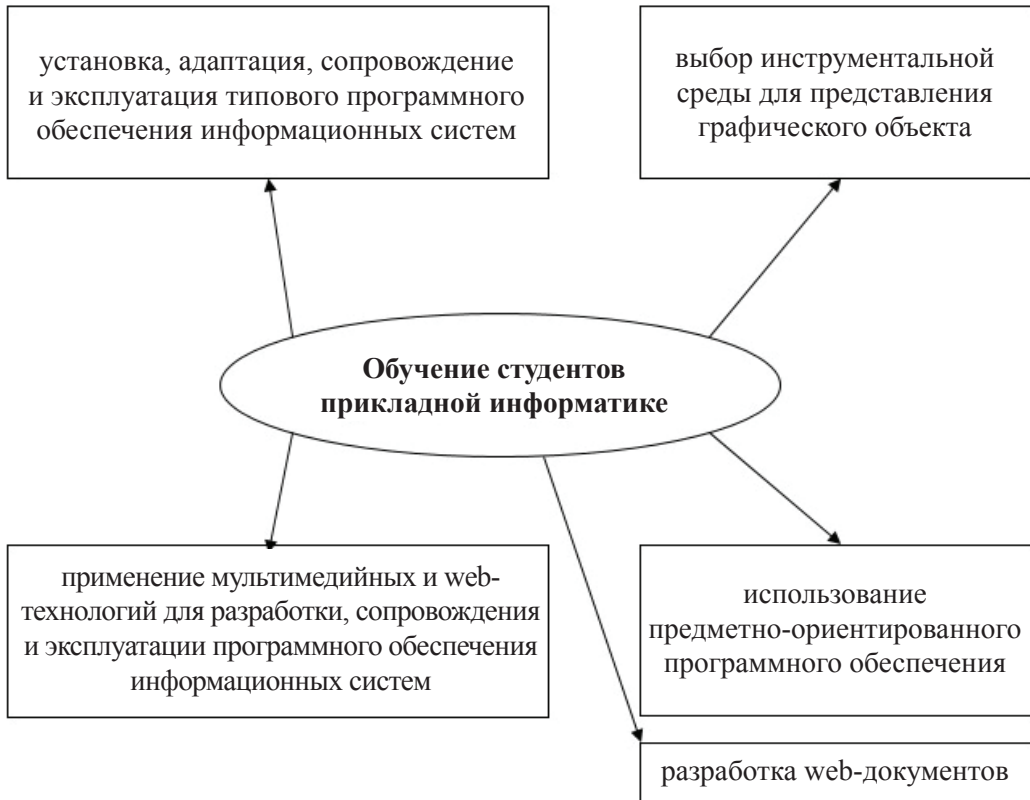 установка, адаптация, сопровождение
и эксплуатация типового программного
обеспечения информационных систем
выбор инструментальной
среды для представления
графического объекта
Обучение студентов
прикладной информатике
применение мультимедийных и web-
технологий для разработки, сопровождения
и эксплуатации программного обеспечения
информационных систем
использование
предметно-ориентированного
программного обеспечения
разработка web-документов